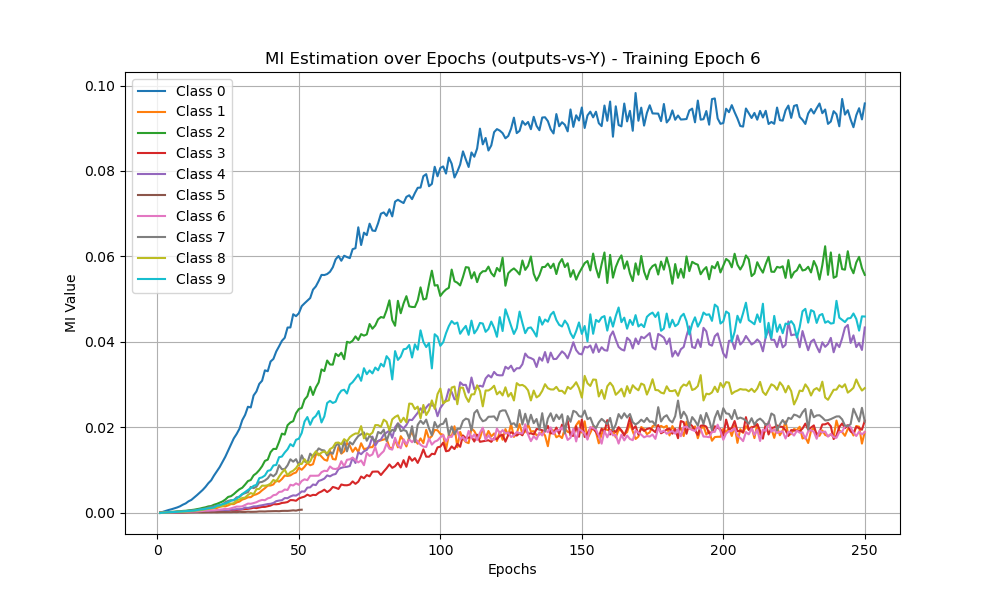 MI Estimation over Epochs (outputs-vs-Y) - Training Epoch 6
MI Value
0.10
0.08
0.06
0.04
0.02
0.00
Class 0
Class 1
Class 2
Class 3
Class 4
Class 5
Class 6
Class 7
Class 8
Class 9
0 50 100 150 200 250
Epochs